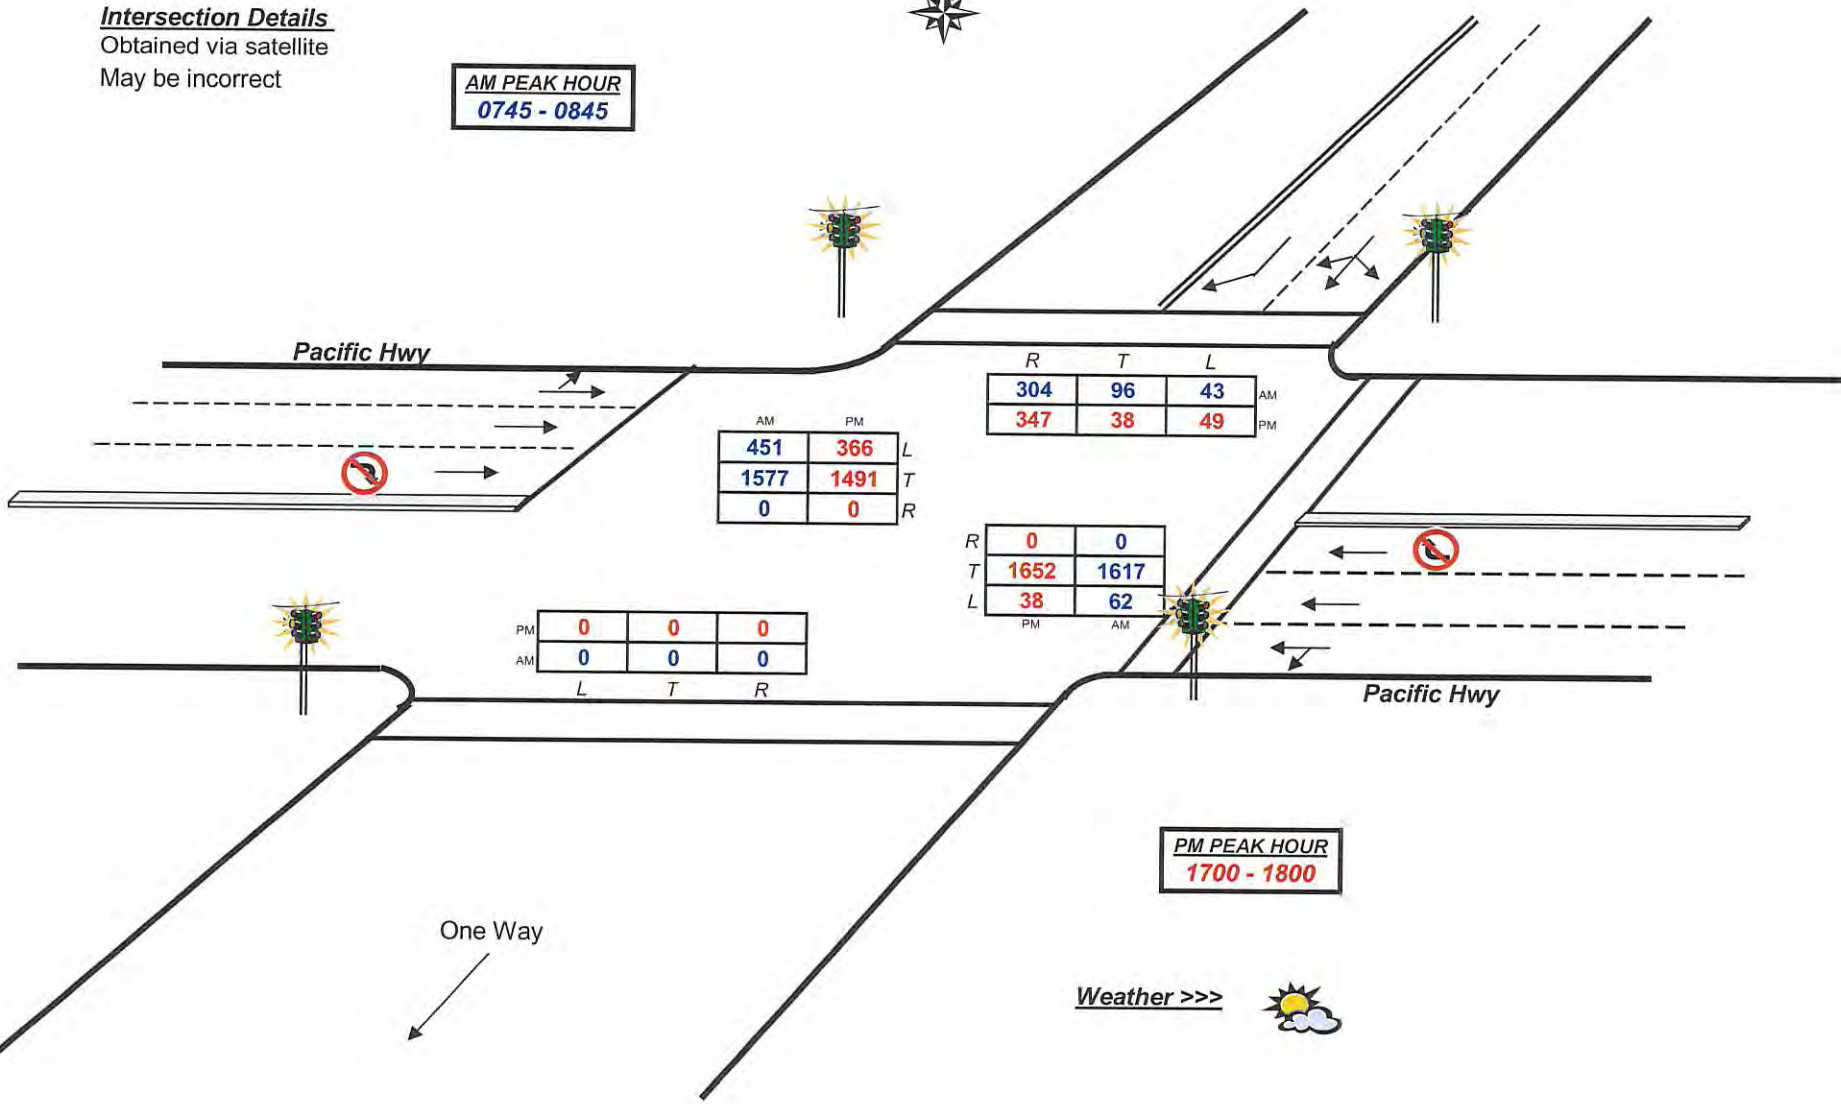 Intersection Details
Obtained via satellite
May be incorrect
AM PEAK HOUR
0745 - 0845
Pacific Hwy
R T L
304 96 43 AM
347 38 49 PM
AM PM
451 366 L
1577 1491 T
0 0 R
R 0 0
T 1652 1617
L 38 62
PM AM
PM 0 0 0
AM 0 0 0
L T R
Pacific Hwy
PM PEAK HOUR
1700 - 1800
One Way
Weather >>>